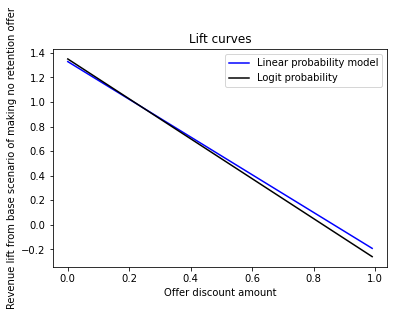 Lift curves
Revenue lift from base scenario of making no retention offer
1.4
1.2
1.0
0.8
0.6
0.4
0.2
0.0
−0.2
Linear probability model
Logit probability
0.0 0.2 0.4 0.6 0.8 1.0
Offer discount amount